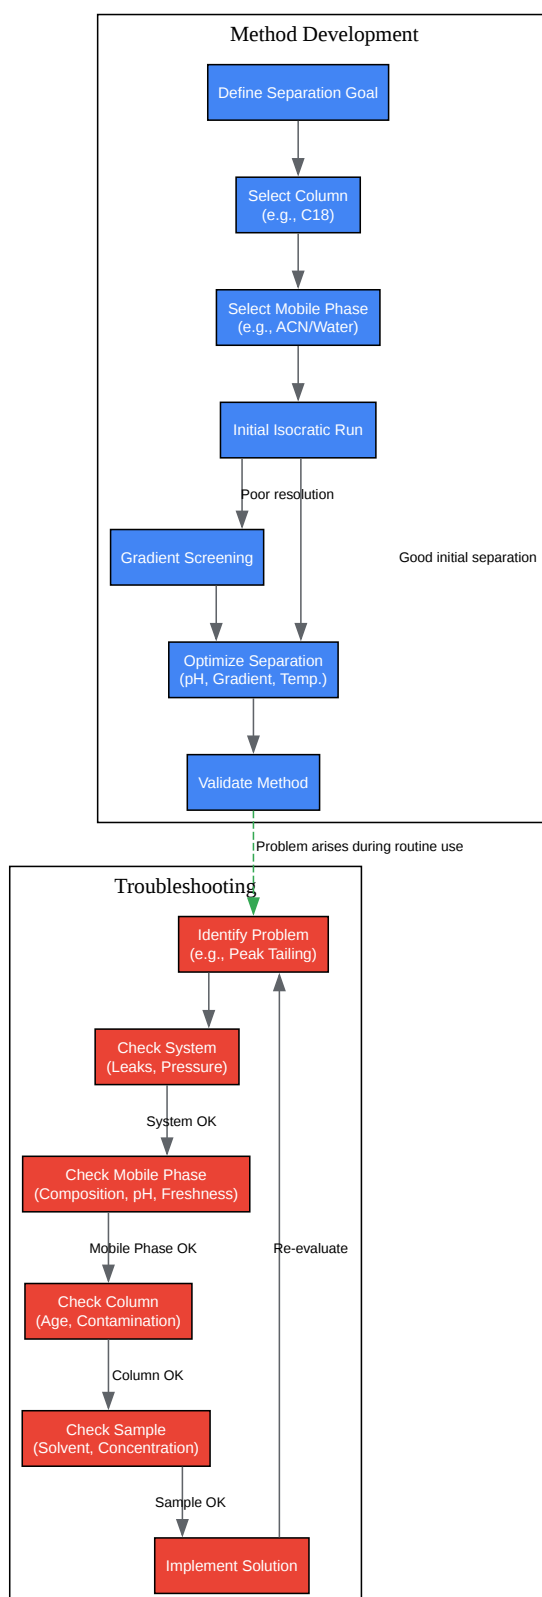 Method Development
Define Separation Goal
Select Column
(e.g., C18)
Select Mobile Phase
(e.g., ACN/Water)
Initial Isocratic Run
Poor resolution
Gradient Screening
Good initial separation
Optimize Separation
(pH, Gradient, Temp.)
Validate Method
Problem arises during routine use
Troubleshooting
Identify Problem
(e.g., Peak Tailing)
Check System
(Leaks, Pressure)
System OK
Check Mobile Phase
(Composition, pH, Freshness)
Mobile Phase OK
Re-evaluate
Check Column
(Age, Contamination)
Column OK
Check Sample
(Solvent, Concentration)
Sample OK
Implement Solution